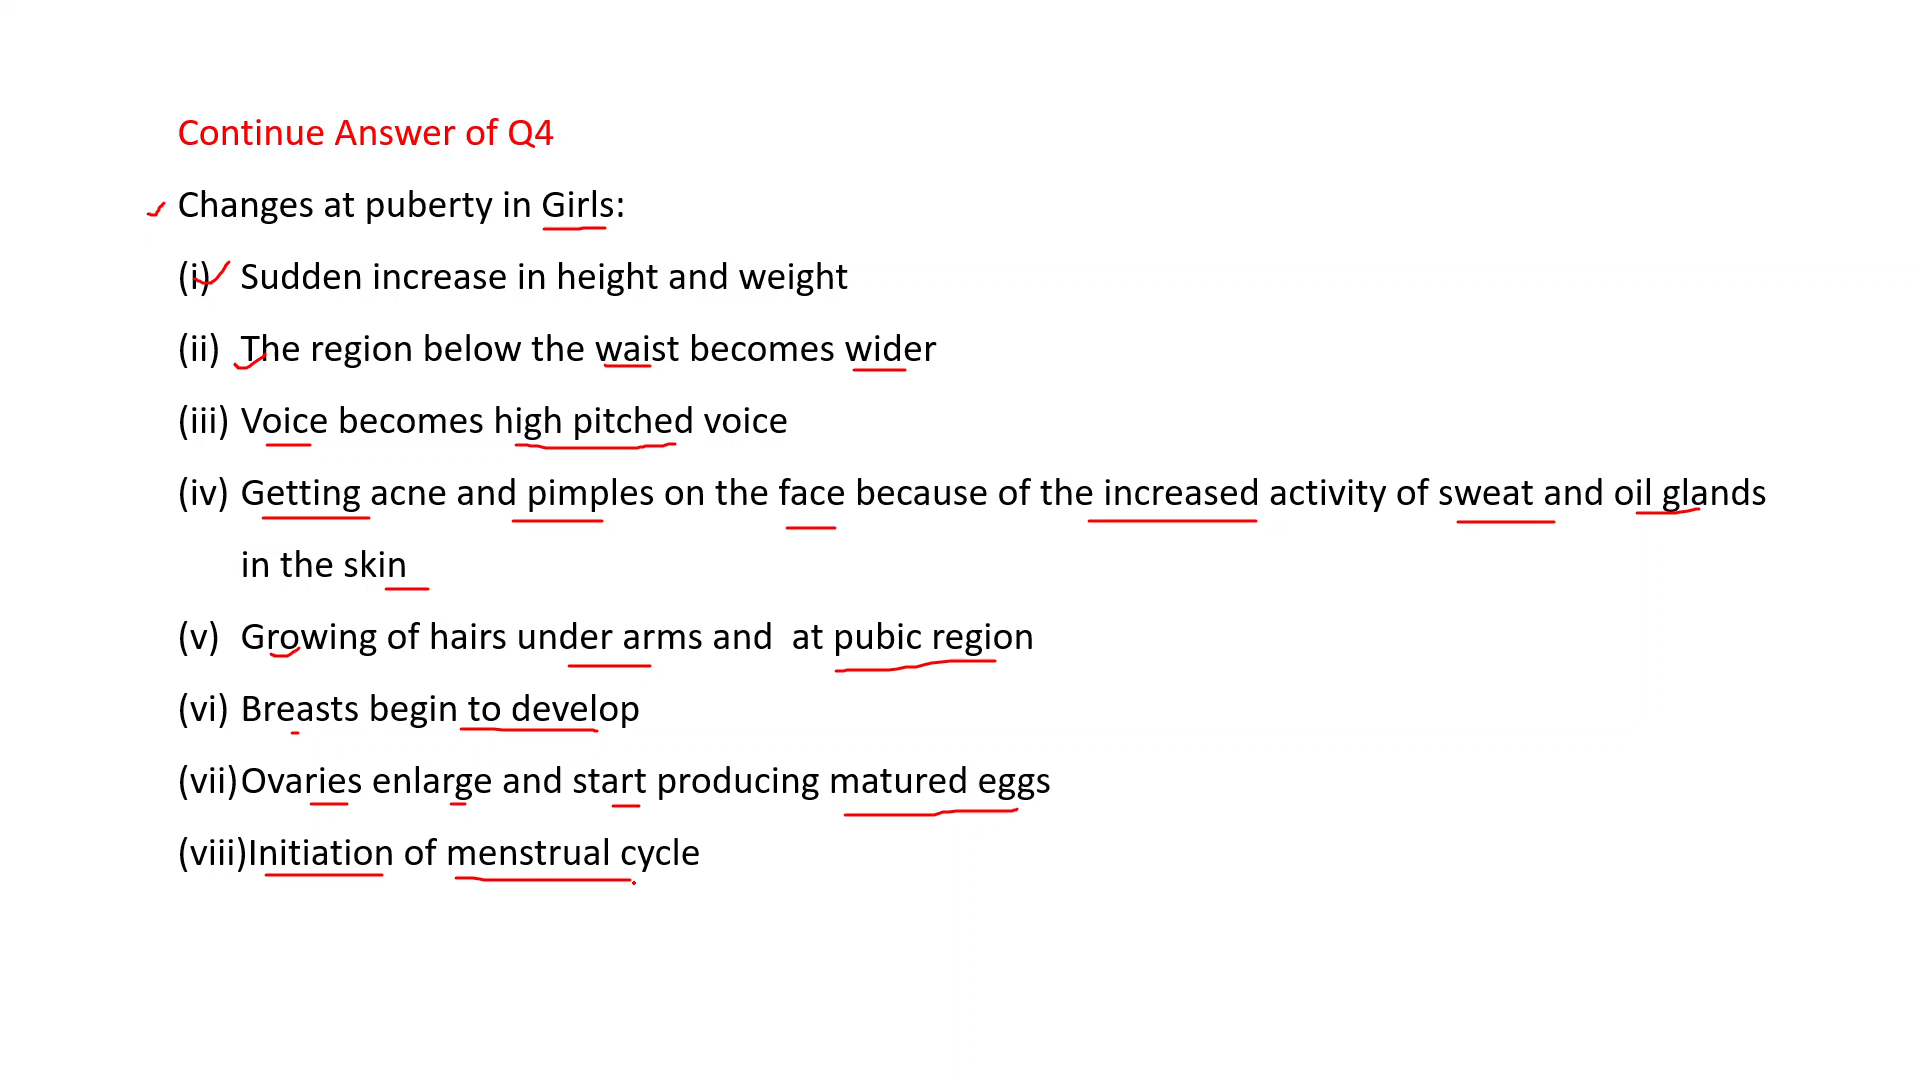 Continue Answer of Q4
Changes at puberty in Girls:
(i) Sudden increase in height and weight
(ii) The region below the waist becomes wider
(iii) Voice becomes high pitched voice
(iv) Getting acne and pimples on the face because of the increased activity of sweat and oil glands
in the skin
(v) Growing of hairs under arms and at pubic region
(vi) Breasts begin to develop
(vii)Ovaries enlarge and start producing matured eggs
(viii)Initiation of menstrual cycle